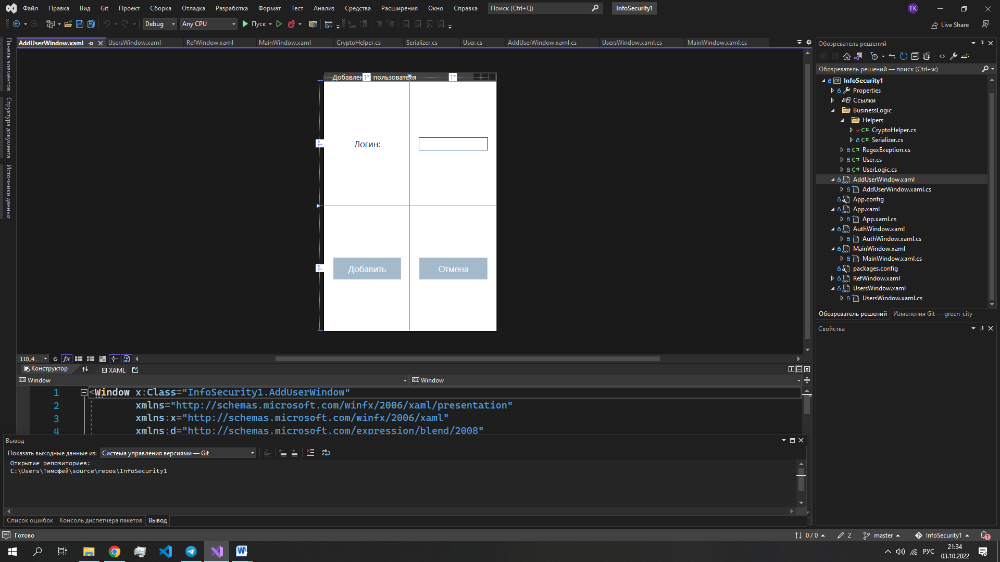 Файл Правка Вид Git Проект Сборка Отладка Разработка Формат Тест Анализ Средства Расширения Окно Справка Поиск (Ctrl+Q) InfoSecurity1 ТК
Debug Any CPU Пуск Live Share
AddUserWindow.xaml UsersWindow.xaml RefWindow.xaml MainWindow.xaml CryptoHelper.cs Serializer.cs User.cs AddUserWindow.xaml.cs UsersWindow.xaml.cs MainWindow.xaml.cs
Панель элементов
Структура документа
Источники данных
1* пользователя 1*
Логин:
Добавить Отмена
110,4...
Конструктор XAML
Window Window
1 <Window x:Class="InfoSecurity1.AddUserWindow"
2 xmlns="http://schemas.microsoft.com/winfx/2006/xaml/presentation"
3 xmlns:x="http://schemas.microsoft.com/winfx/2006/xaml"
4 xmlns:d="http://schemas.microsoft.com/expression/blend/2008"
Вывод
Показать выходные данные из: Система управления версиями — Git
Открытие репозиториев:
C:\Users\Тимофей\source\repos\InfoSecurity1
Список ошибок Консоль диспетчера пакетов Вывод
Обозреватель решений
Обозреватель решений — поиск (Ctrl+ж)
InfoSecurity1
Properties
Ссылки
BusinessLogic
Helpers
C# CryptoHelper.cs
C# Serializer.cs
C# RegexExeption.cs
C# User.cs
C# UserLogic.cs
AddUserWindow.xaml
AddUserWindow.xaml.cs
App.config
App.xaml
App.xaml.cs
AuthWindow.xaml
AuthWindow.xaml.cs
MainWindow.xaml
MainWindow.xaml.cs
packages.config
RefWindow.xaml
UsersWindow.xaml
UsersWindow.xaml.cs
Обозреватель решений Изменения Git — green-city
Свойства
Готово 0 / 0 2 master InfoSecurity1 1
РУС 21:34
03.10.2022